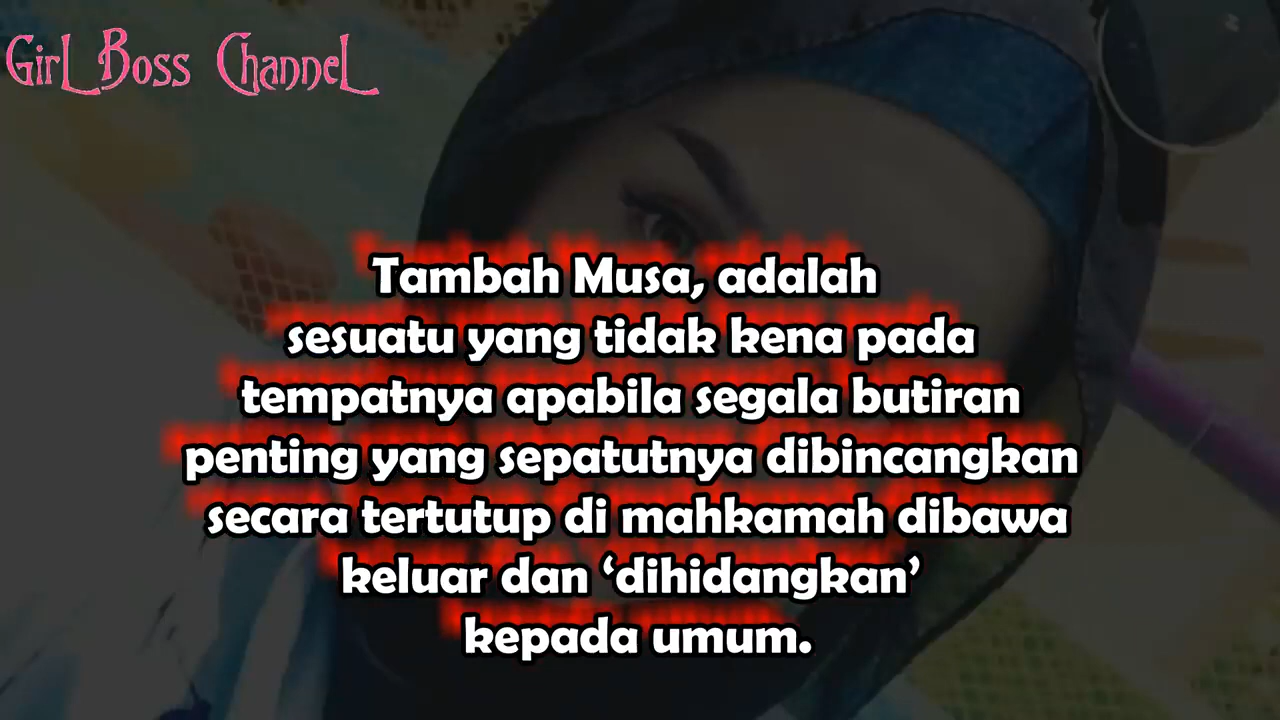 Girl Boss Channel
Tambah Musa, adalah
sesuatu yang tidak kena pada
tempatnya apabila segala butiran
penting yang sepatutnya dibincangkan
secara tertutup di mahkamah dibawa
keluar dan ‘dihidangkan’
kepada umum.